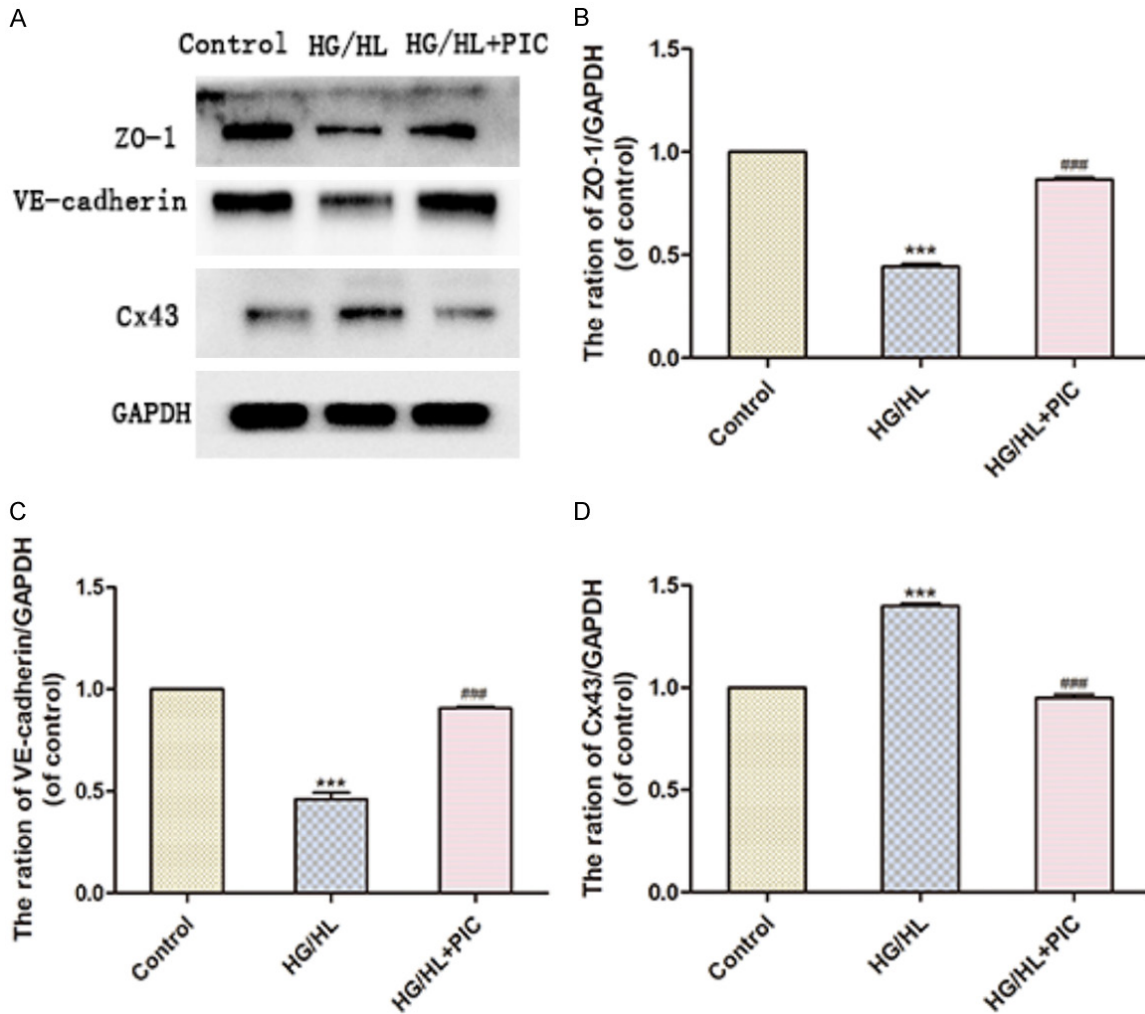 A
Control HG/HL HG/HL+PIC
ZO-1
VE-cadherin
Cx43
GAPDH
B
The ration of ZO-1/GAPDH
(of control)
1.5
1.0
0.5
0.0
***
###
Control
HG/HL
HG/HL+PIC
C
The ration of VE-cadherin/GAPDH
(of control)
1.5
1.0
0.5
0.0
***
###
Control
HG/HL
HG/HL+PIC
D
The ration of Cx43/GAPDH
(of control)
1.5
1.0
0.5
0.0
***
###
Control
HG/HL
HG/HL+PIC